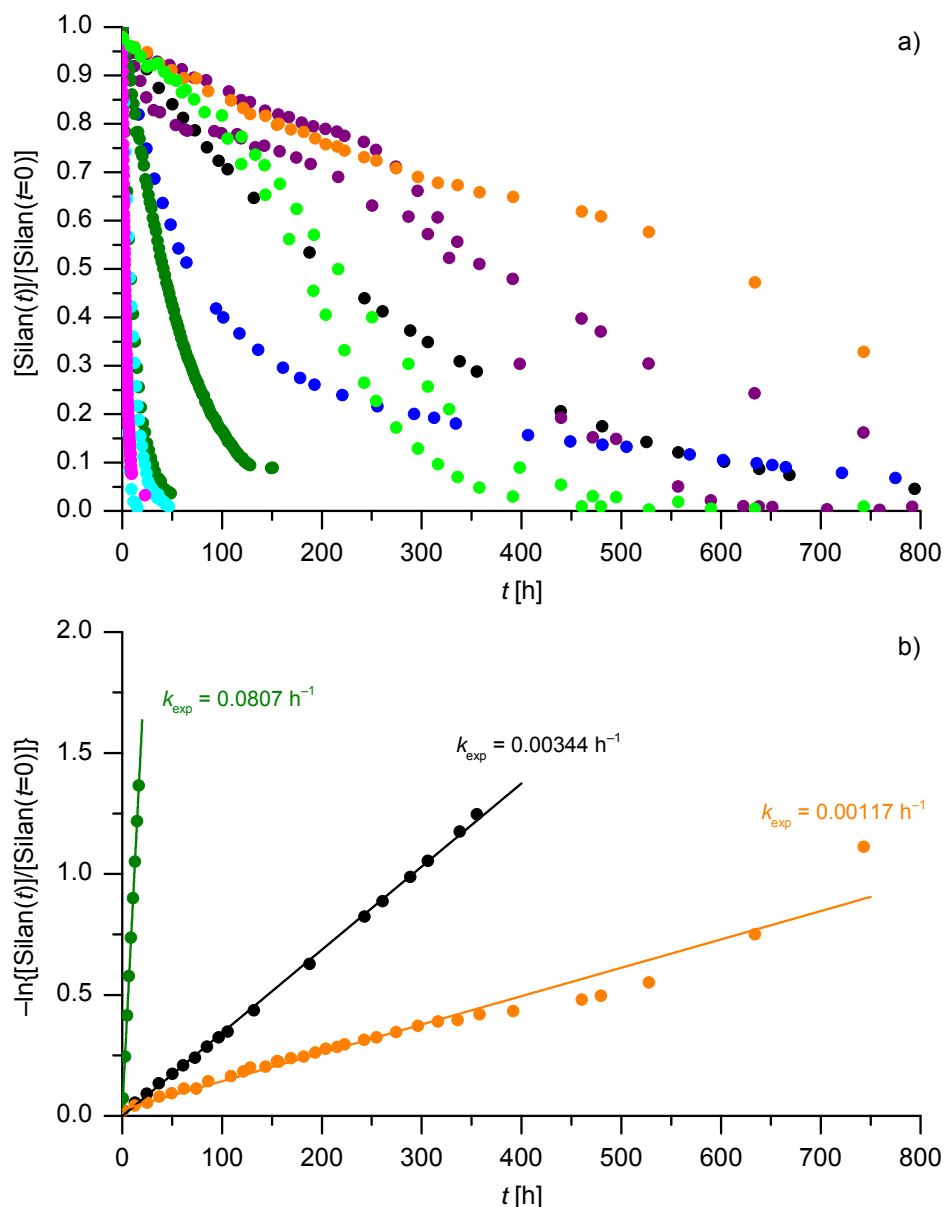 a)
[Silan(t)]/[Silan(t=0)]
1.0
0.9
0.8
0.7
0.6
0.5
0.4
0.3
0.2
0.1
0.0
0 100 200 300 400 500 600 700 800
t [h]
b)
–ln{[Silan(t)]/[Silan(t=0)]}
2.0
1.5
1.0
0.5
0.0
kexp = 0.0807 h–1
kexp = 0.00344 h–1
kexp = 0.00117 h–1
0 100 200 300 400 500 600 700 800
t [h]